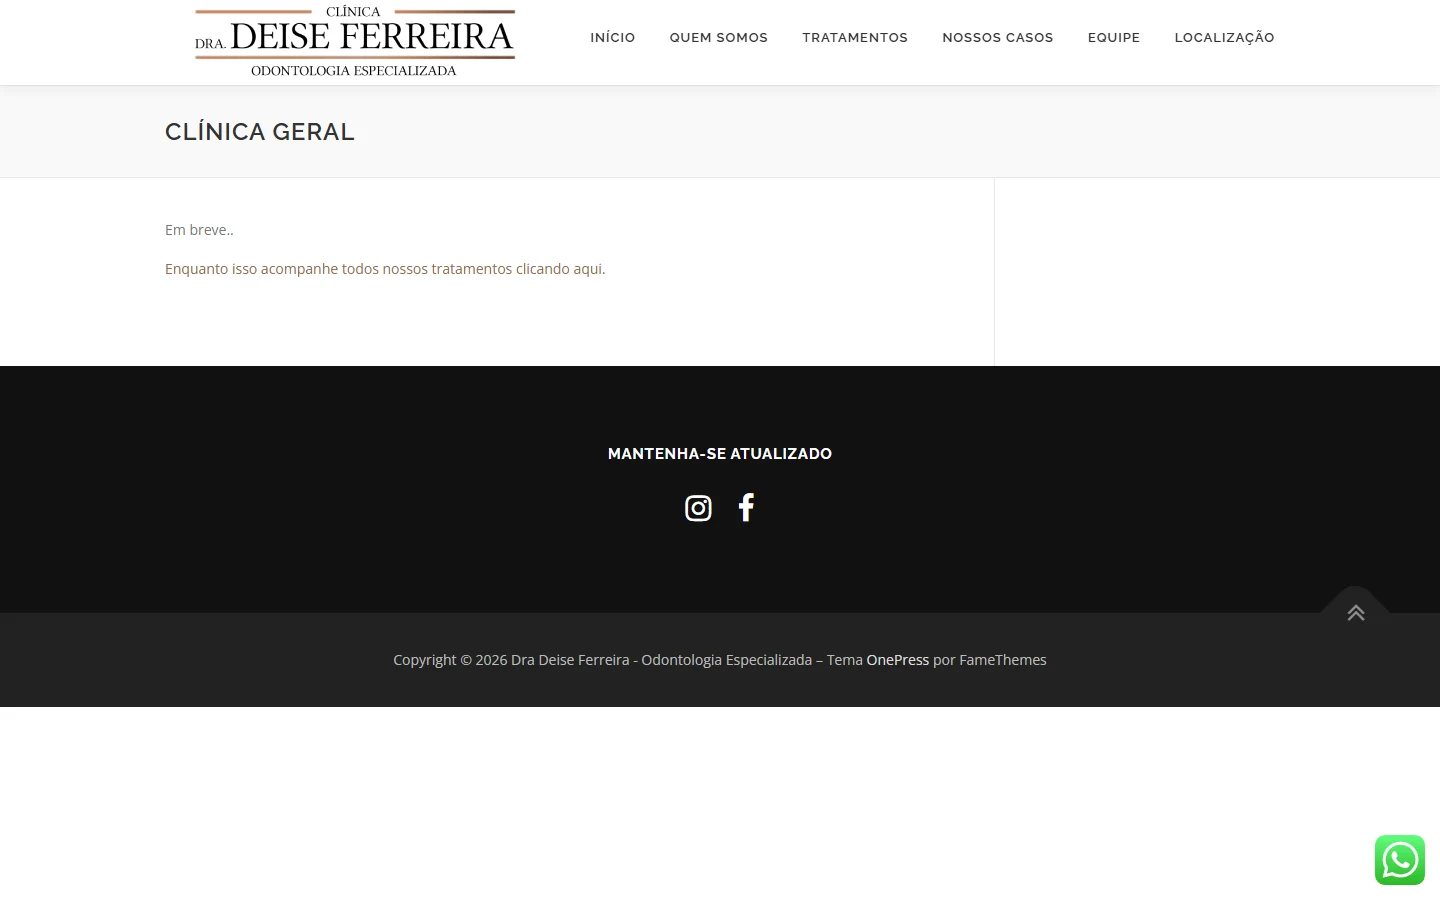 CLÍNICA
DRA. DEISE FERREIRA
ODONTOLOGIA ESPECIALIZADA
INÍCIO QUEM SOMOS TRATAMENTOS NOSSOS CASOS EQUIPE LOCALIZAÇÃO
CLÍNICA GERAL
Em breve..
Enquanto isso acompanhe todos nossos tratamentos clicando aqui.
MANTENHA-SE ATUALIZADO
Copyright © 2026 Dra Deise Ferreira - Odontologia Especializada – Tema OnePress por FameThemes